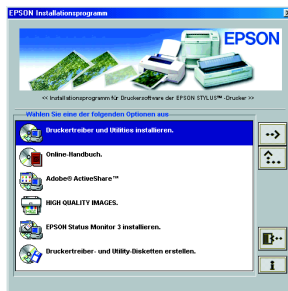 EPSON Installationsprogramm
EPSON
<< Installationsprogramm für Druckersoftware der EPSON STYLUS™ -Drucker >>
Wählen Sie eine der folgenden Optionen aus
Druckertreiber und Utilities installieren.
Online-Handbuch.
Adobe® ActiveShare™
HIGH QUALITY IMAGES.
EPSON Status Monitor 3 installieren.
Druckertreiber- und Utility-Disketten erstellen.